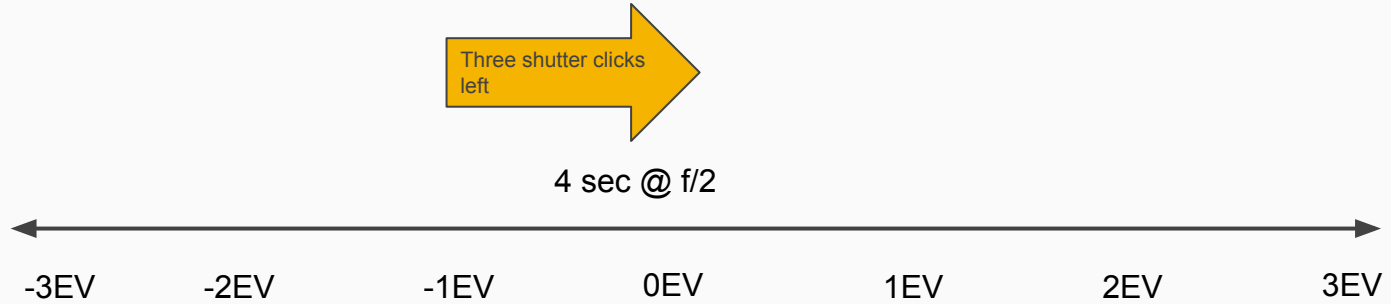 Three shutter clicks
left
4 sec @ f/2
-3EV -2EV -1EV 0EV 1EV 2EV 3EV